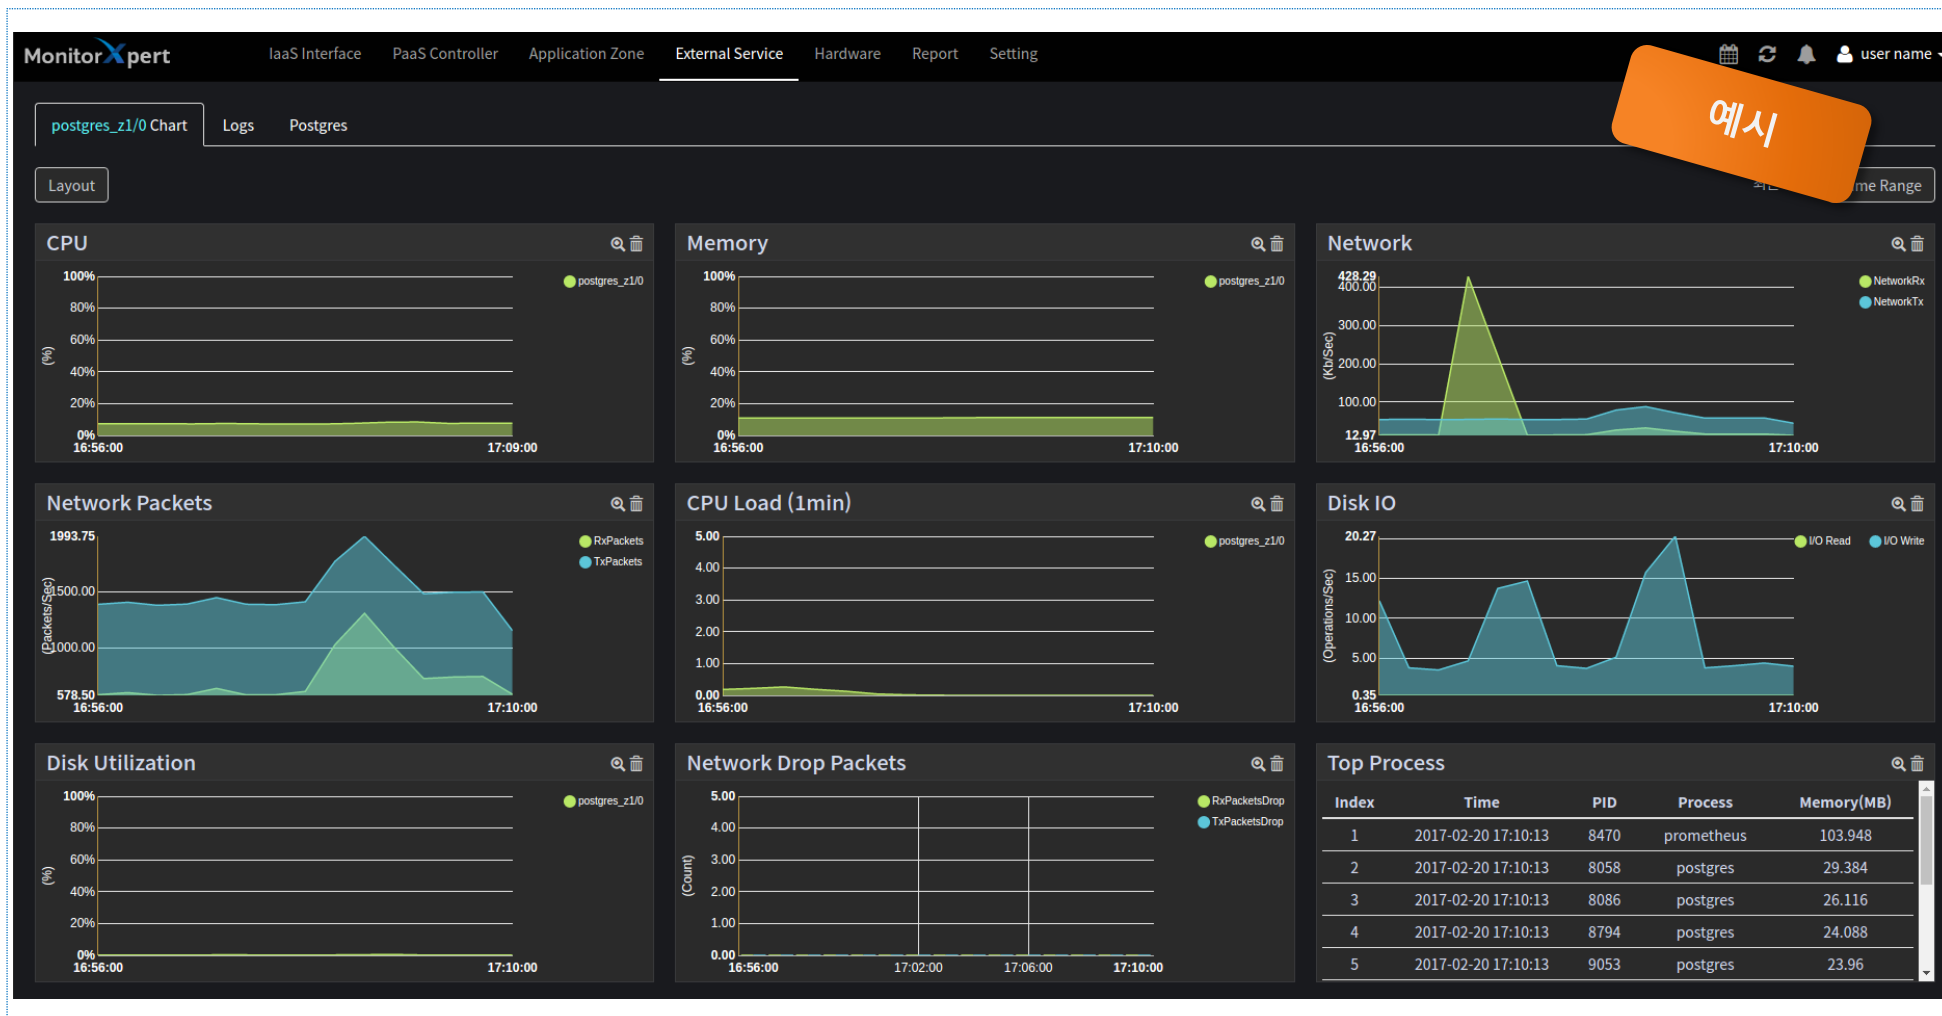 MonitorXpert IaaS Interface PaaS Controller Application Zone External Service Hardware Report Setting user name
예시
postgres_z1/0 Chart Logs Postgres
Layout me Range
CPU
100%
80%
60%
40%
20%
0%
(%)
16:56:00 17:09:00
postgres_z1/0
Memory
100%
80%
60%
40%
20%
0%
(%)
16:56:00 17:10:00
postgres_z1/0
Network
428.29
400.00
300.00
200.00
100.00
12.97
(Kb/Sec)
16:56:00 17:10:00
NetworkRx
NetworkTx
Network Packets
1993.75
1500.00
1000.00
578.50
(Packets/Sec)
16:56:00 17:10:00
RxPackets
TxPackets
CPU Load (1min)
5.00
4.00
3.00
2.00
1.00
0.00
16:56:00 17:10:00
postgres_z1/0
Disk IO
20.27
15.00
10.00
5.00
0.35
(Operations/Sec)
16:56:00 17:10:00
I/O Read I/O Write
Disk Utilization
100%
80%
60%
40%
20%
0%
(%)
16:56:00 17:10:00
postgres_z1/0
Network Drop Packets
5.00
4.00
3.00
2.00
1.00
0.00
(Count)
16:56:00 17:02:00 17:06:00 17:10:00
RxPacketsDrop
TxPacketsDrop
Top Process
Index Time PID Process Memory(MB)
1 2017-02-20 17:10:13 8470 prometheus 103.948
2 2017-02-20 17:10:13 8058 postgres 29.384
3 2017-02-20 17:10:13 8086 postgres 26.116
4 2017-02-20 17:10:13 8794 postgres 24.088
5 2017-02-20 17:10:13 9053 postgres 23.96